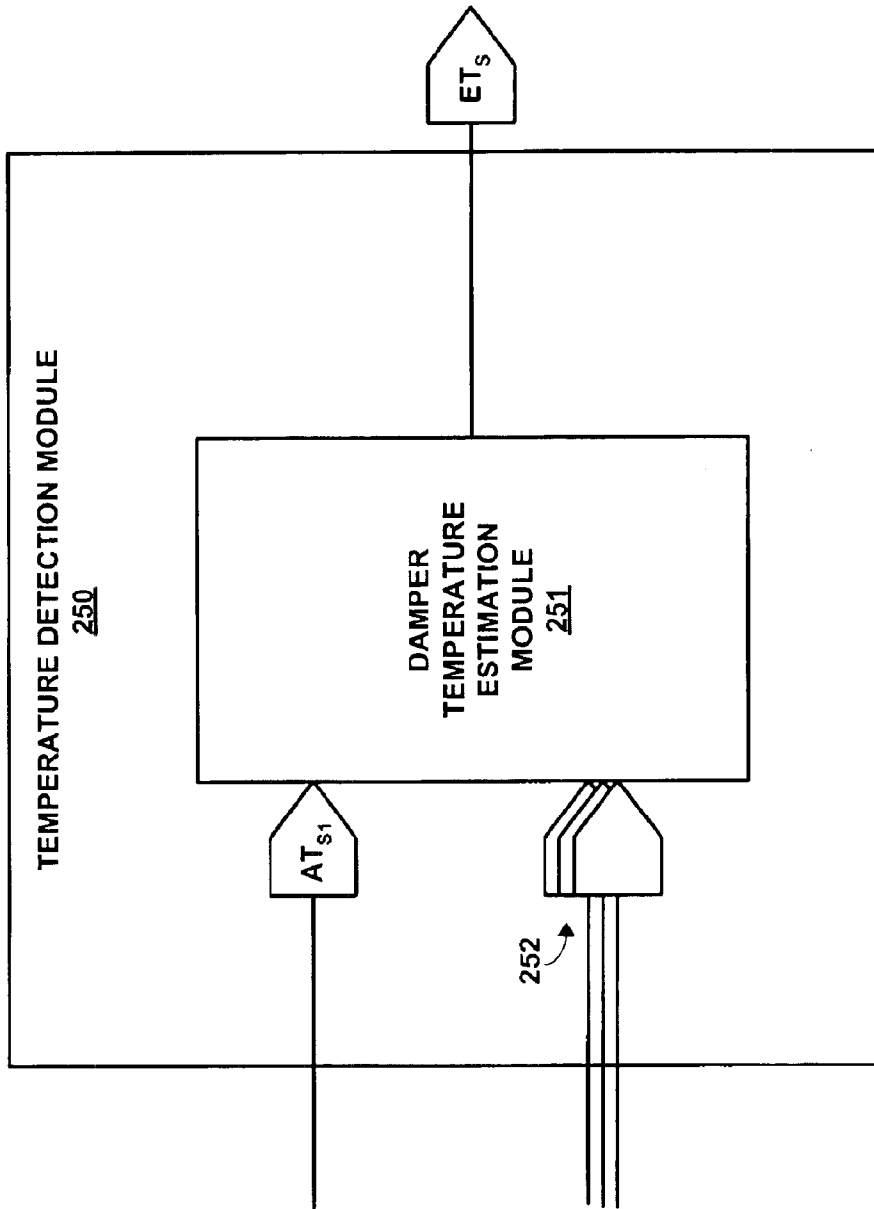 TEMPERATURE DETECTION MODULE
250
AT_S1
252
DAMPER
TEMPERATURE
ESTIMATION
MODULE
251
ET_S